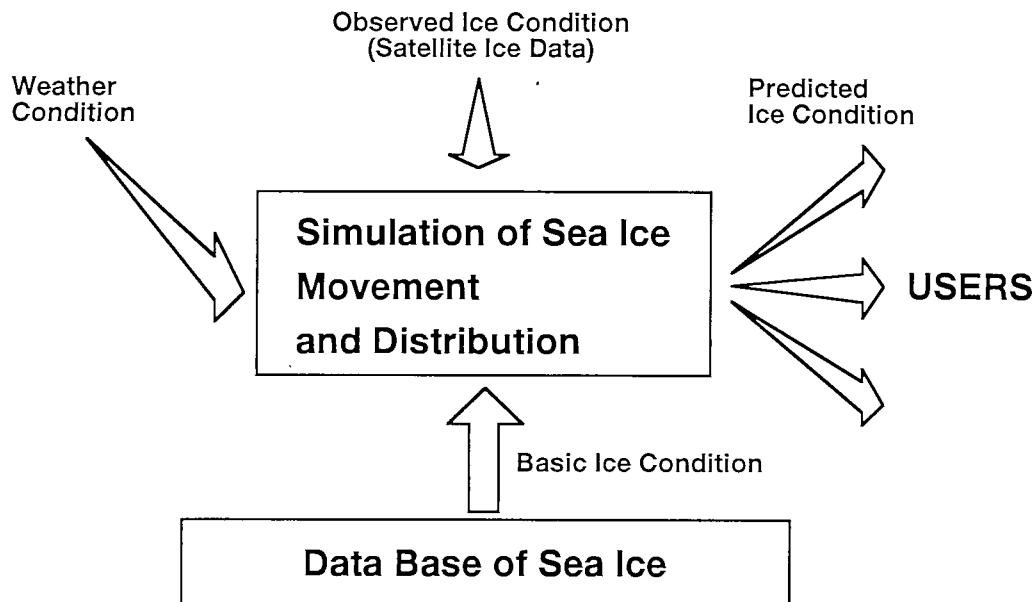 Observed Ice Condition
(Satellite Ice Data)
Weather
Condition
Predicted
Ice Condition
Simulation of Sea Ice
Movement
and Distribution
USERS
Basic Ice Condition
Data Base of Sea Ice